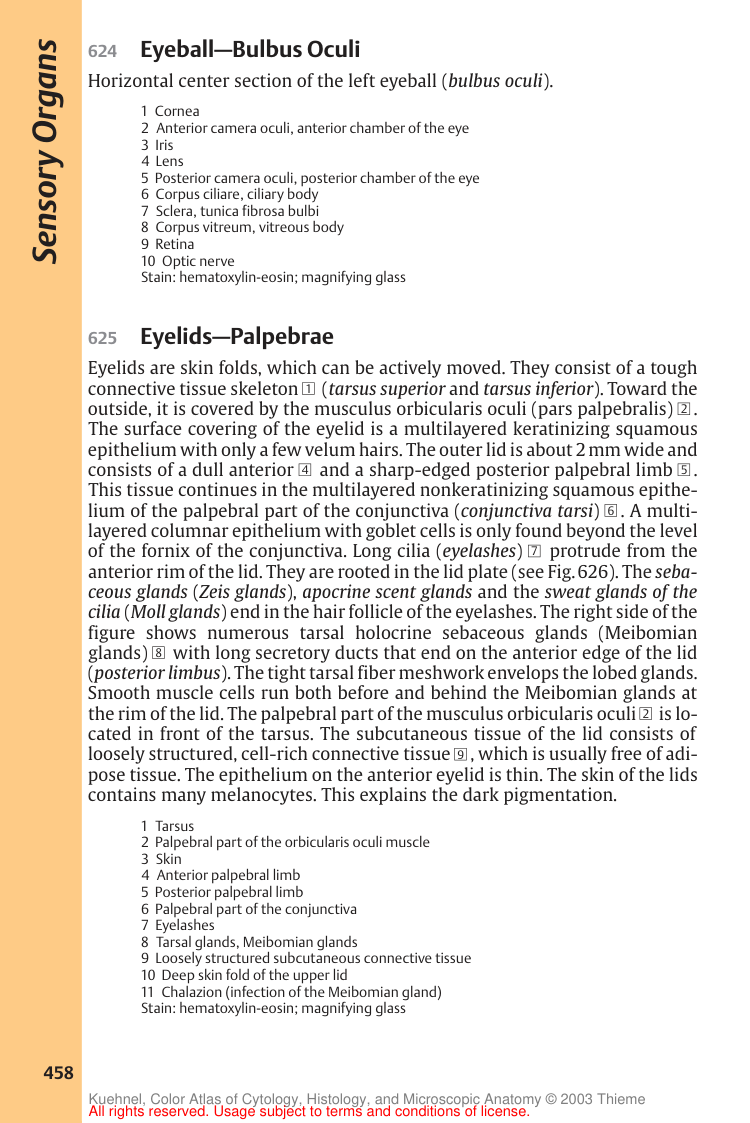 Sensory Organs
624 Eyeball—Bulbus Oculi
Horizontal center section of the left eyeball (bulbus oculi).
1 Cornea
2 Anterior camera oculi, anterior chamber of the eye
3 Iris
4 Lens
5 Posterior camera oculi, posterior chamber of the eye
6 Corpus ciliare, ciliary body
7 Sclera, tunica fibrosa bulbi
8 Corpus vitreum, vitreous body
9 Retina
10 Optic nerve
Stain: hematoxylin-eosin; magnifying glass
625 Eyelids—Palpebrae
Eyelids are skin folds, which can be actively moved. They consist of a tough
connective tissue skeleton 1 (tarsus superior and tarsus inferior). Toward the
outside, it is covered by the musculus orbicularis oculi (pars palpebralis) 2.
The surface covering of the eyelid is a multilayered keratinizing squamous
epithelium with only a few velum hairs. The outer lid is about 2 mm wide and
consists of a dull anterior 4 and a sharp-edged posterior palpebral limb 5.
This tissue continues in the multilayered nonkeratinizing squamous epithe-
lium of the palpebral part of the conjunctiva (conjunctiva tarsi) 6. A multi-
layered columnar epithelium with goblet cells is only found beyond the level
of the fornix of the conjunctiva. Long cilia (eyelashes) 7 protrude from the
anterior rim of the lid. They are rooted in the lid plate (see Fig. 626). The seba-
ceous glands (Zeis glands), apocrine scent glands and the sweat glands of the
cilia (Moll glands) end in the hair follicle of the eyelashes. The right side of the
figure shows numerous tarsal holocrine sebaceous glands (Meibomian
glands) 8 with long secretory ducts that end on the anterior edge of the lid
(posterior limbus). The tight tarsal fiber meshwork envelops the lobed glands.
Smooth muscle cells run both before and behind the Meibomian glands at
the rim of the lid. The palpebral part of the musculus orbicularis oculi 2 is lo-
cated in front of the tarsus. The subcutaneous tissue of the lid consists of
loosely structured, cell-rich connective tissue 9, which is usually free of adi-
pose tissue. The epithelium on the anterior eyelid is thin. The skin of the lids
contains many melanocytes. This explains the dark pigmentation.
1 Tarsus
2 Palpebral part of the orbicularis oculi muscle
3 Skin
4 Anterior palpebral limb
5 Posterior palpebral limb
6 Palpebral part of the conjunctiva
7 Eyelashes
8 Tarsal glands, Meibomian glands
9 Loosely structured subcutaneous connective tissue
10 Deep skin fold of the upper lid
11 Chalazion (infection of the Meibomian gland)
Stain: hematoxylin-eosin; magnifying glass
458
Kuehnel, Color Atlas of Cytology, Histology, and Microscopic Anatomy © 2003 Thieme
All rights reserved. Usage subject to terms and conditions of license.